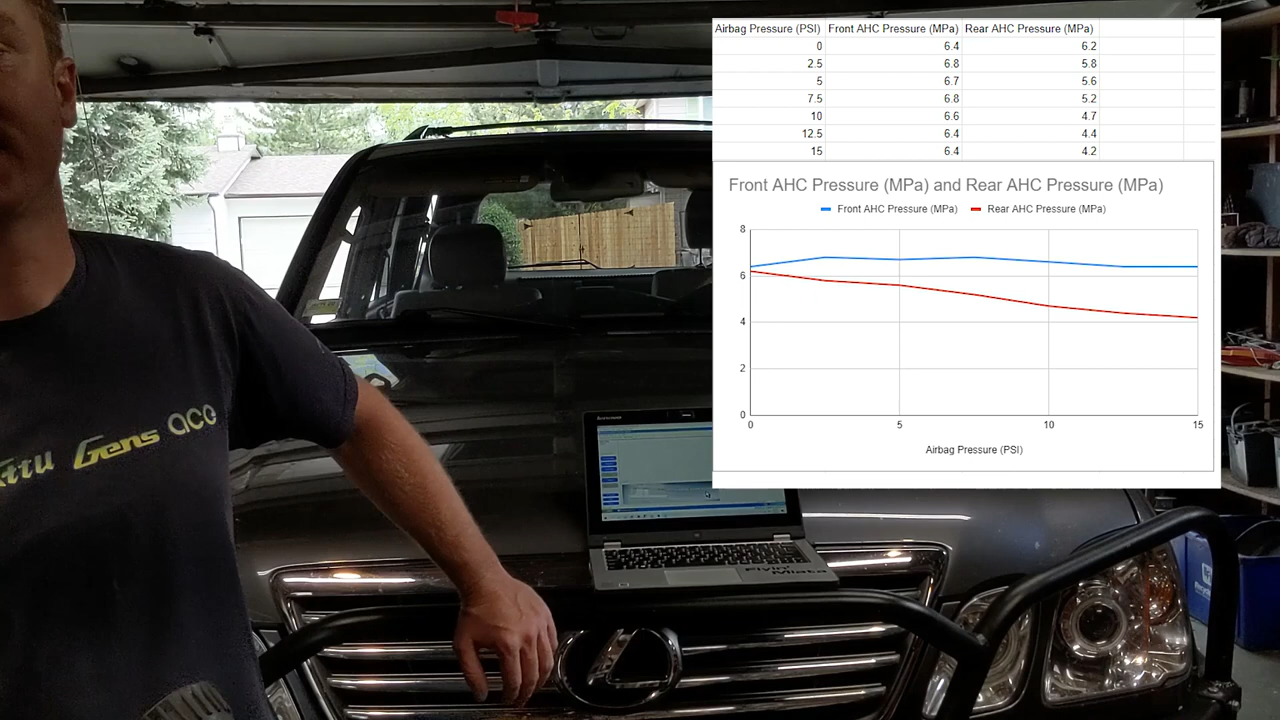 Airbag Pressure (PSI) Front AHC Pressure (MPa) Rear AHC Pressure (MPa)
0 6.4 6.2
2.5 6.8 5.8
5 6.7 5.6
7.5 6.8 5.2
10 6.6 4.7
12.5 6.4 4.4
15 6.4 4.2
Front AHC Pressure (MPa) and Rear AHC Pressure (MPa)
Front AHC Pressure (MPa) Rear AHC Pressure (MPa)
8
6
4
2
0
0 5 10 15
Airbag Pressure (PSI)
Gens ace
Lenovo
Flyin' Miata